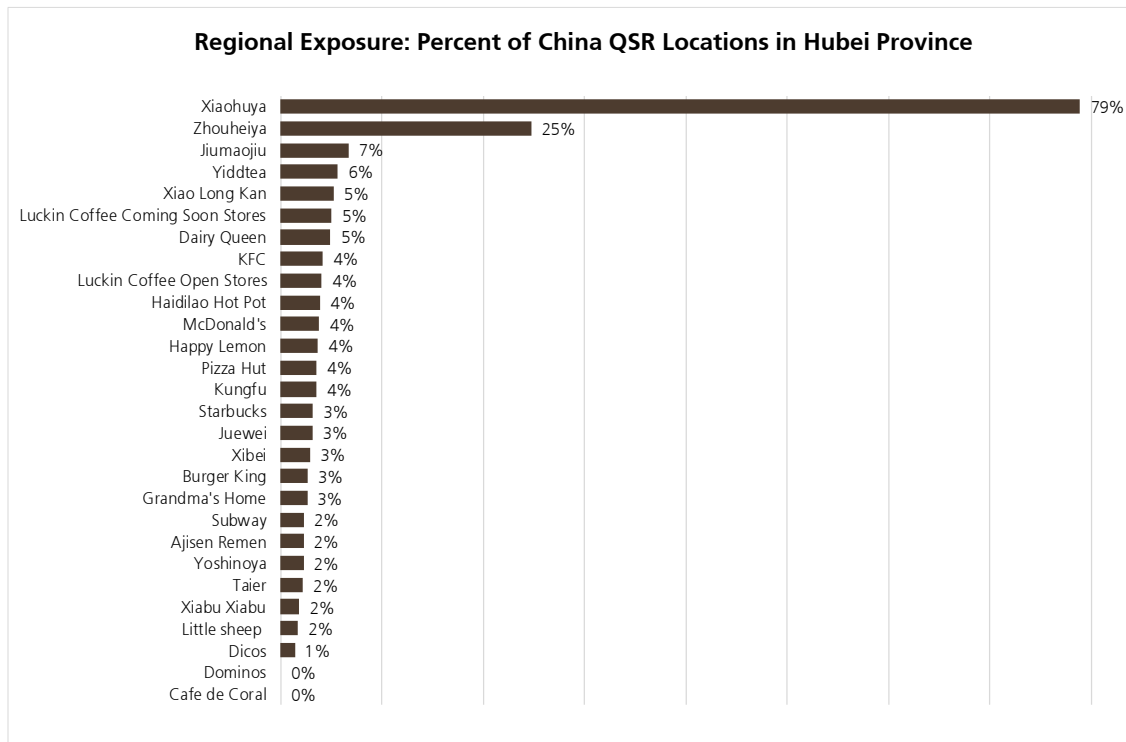 Regional Exposure: Percent of China QSR Locations in Hubei Province
Xiaohuya 79%
Zhouheiya 25%
Jiumaojiu 7%
Yiddtea 6%
Xiao Long Kan 5%
Luckin Coffee Coming Soon Stores 5%
Dairy Queen 5%
KFC 4%
Luckin Coffee Open Stores 4%
Haidilao Hot Pot 4%
McDonald's 4%
Happy Lemon 4%
Pizza Hut 4%
Kungfu 4%
Starbucks 3%
Juewei 3%
Xibei 3%
Burger King 3%
Grandma's Home 3%
Subway 2%
Ajisen Remen 2%
Yoshinoya 2%
Taier 2%
Xiabu Xiabu 2%
Little sheep 2%
Dicos 1%
Dominos 0%
Cafe de Coral 0%